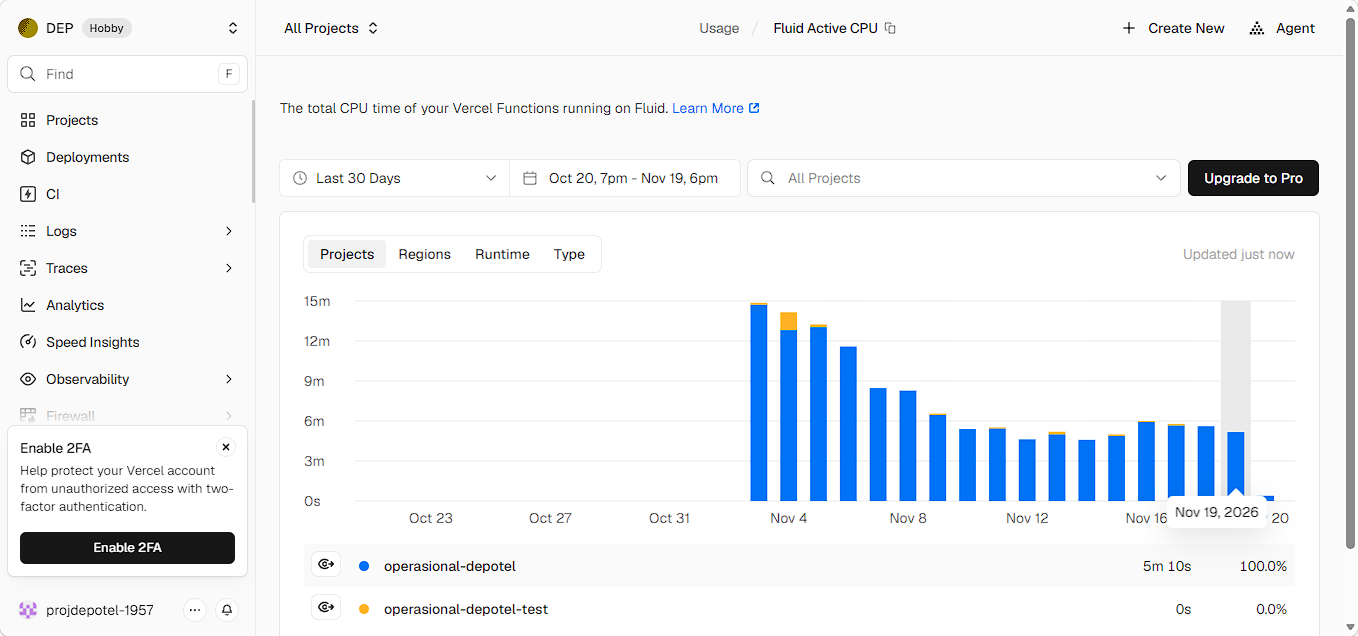 DEP Hobby
All Projects
Usage / Fluid Active CPU
Create New
Agent
Find F
The total CPU time of your Vercel Functions running on Fluid. Learn More
Projects
Deployments
CI
Logs
Traces
Analytics
Speed Insights
Observability
Firewall
Enable 2FA
Help protect your Vercel account
from unauthorized access with two-
factor authentication.
Enable 2FA
projdepotel-1957
Last 30 Days
Oct 20, 7pm - Nov 19, 6pm
All Projects
Upgrade to Pro
Projects Regions Runtime Type
Updated just now
15m
12m
9m
6m
3m
0s
Oct 23 Oct 27 Oct 31 Nov 4 Nov 8 Nov 12 Nov 16 20
Nov 19, 2026
operasional-depotel 5m 10s 100.0%
operasional-depotel-test 0s 0.0%